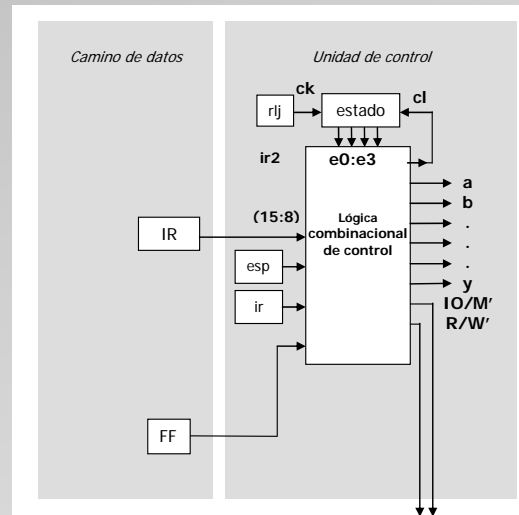 Camino de datos
Unidad de control
ck
cl
rlj
estado
ir2
e0:e3
a
b
(15:8)
Lógica
combinacional
de control
.
IR
.
esp
.
ir
y
IO/M'
R/W'
FF